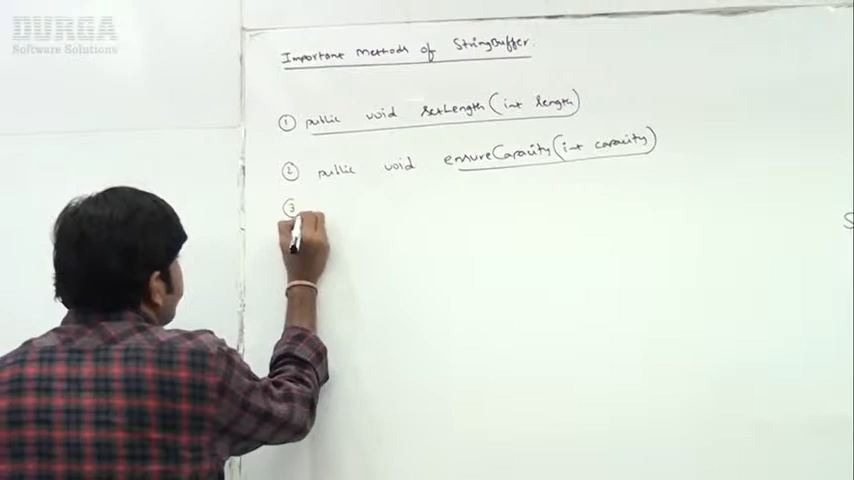 DURGA
Software Solutions
Important Methods of StringBuffer.
① public void setLength(int length)
② public void ensureCapacity(int capacity)
③
S